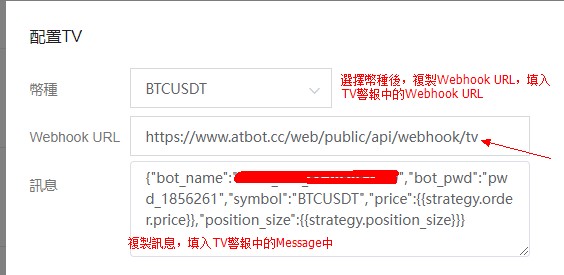 配置TV
幣種
BTCUSDT
選擇幣種後，複製Webhook URL，填入
TV警報中的Webhook URL
Webhook URL
https://www.atbot.cc/web/public/api/webhook/tv
訊息
{"bot_name":" ","bot_pwd":"pw
d_1856261","symbol":"BTCUSDT","price":{{strategy.orde
r.price}},"position_size":{{strategy.position_size}}}
複製訊息，填入TV警報中的Message中